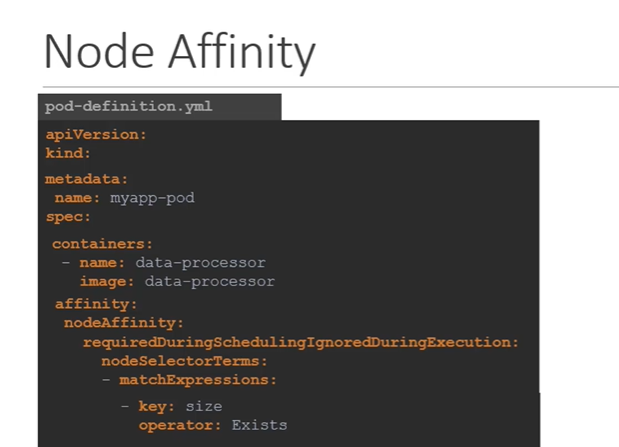 Node Affinity
pod-definition.yml
apiVersion:
kind:
metadata:
name: myapp-pod
spec:
containers:
- name: data-processor
image: data-processor
affinity:
nodeAffinity:
requiredDuringSchedulingIgnoredDuringExecution:
nodeSelectorTerms:
- matchExpressions:
- key: size
operator: Exists